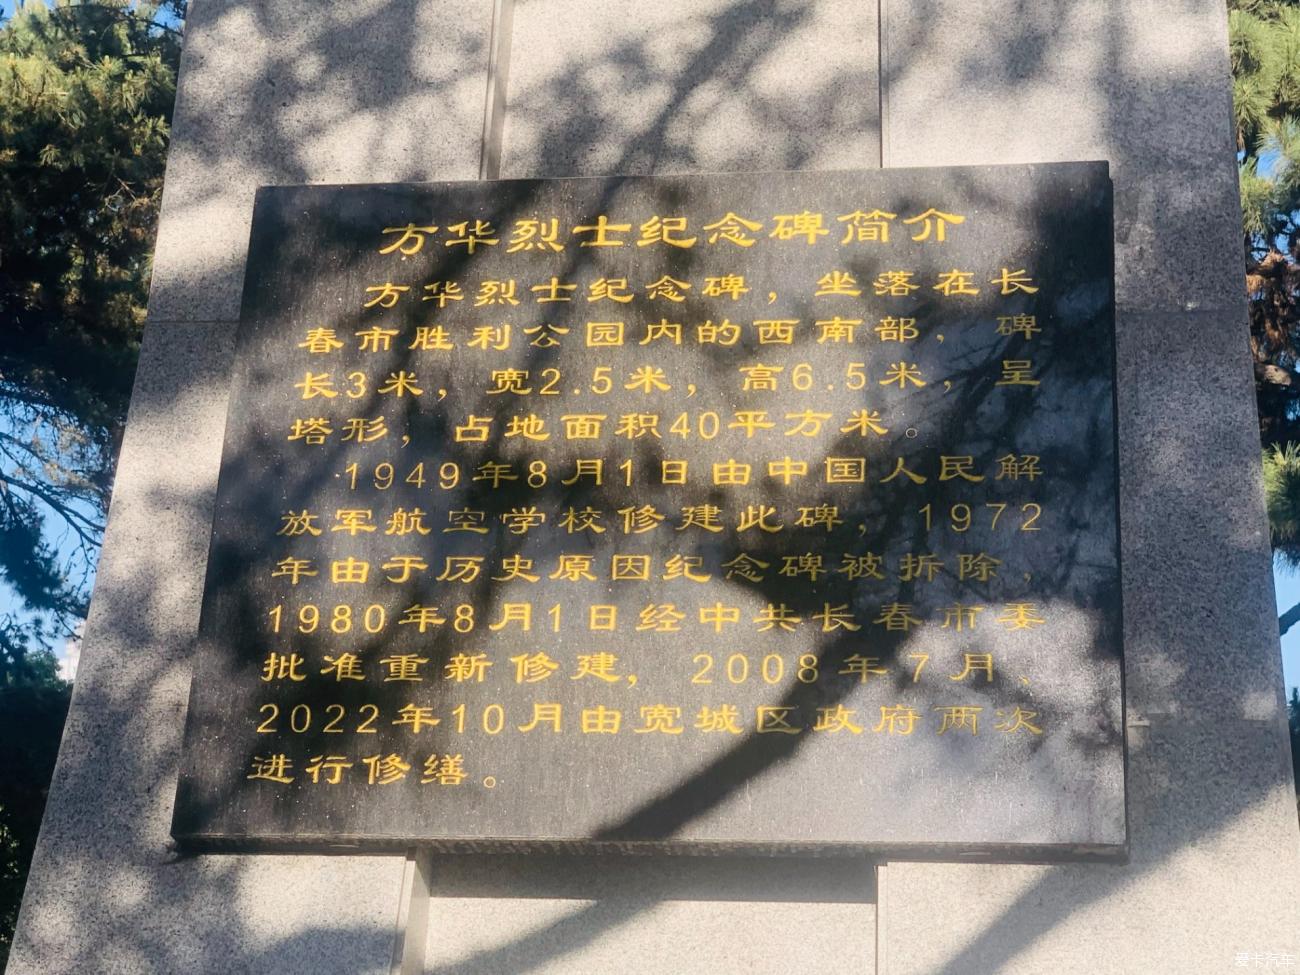 方华烈士纪念碑简介
方华烈士纪念碑，坐落在长
春市胜利公园内的西南部，碑
长3米，宽2.5米，高6.5米，呈
塔形，占地面积40平方米。
1949年8月1日由中国人民解
放军航空学校修建此碑，1972
年由于历史原因纪念碑被拆除，
1980年8月1日经中共长春市委
批准重新修建，2008年7月、
2022年10月由宽城区政府两次
进行修缮。
爱卡汽车